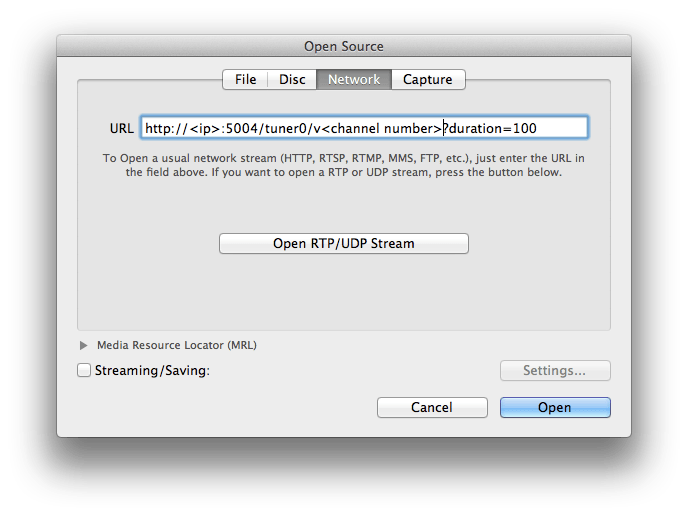 Open Source
File Disc Network Capture
URL http://<ip>:5004/tuner0/v<channel number>?duration=100
To Open a usual network stream (HTTP, RTSP, RTMP, MMS, FTP, etc.), just enter the URL in
the field above. If you want to open a RTP or UDP stream, press the button below.
Open RTP/UDP Stream
Media Resource Locator (MRL)
Streaming/Saving:
Settings...
Cancel
Open